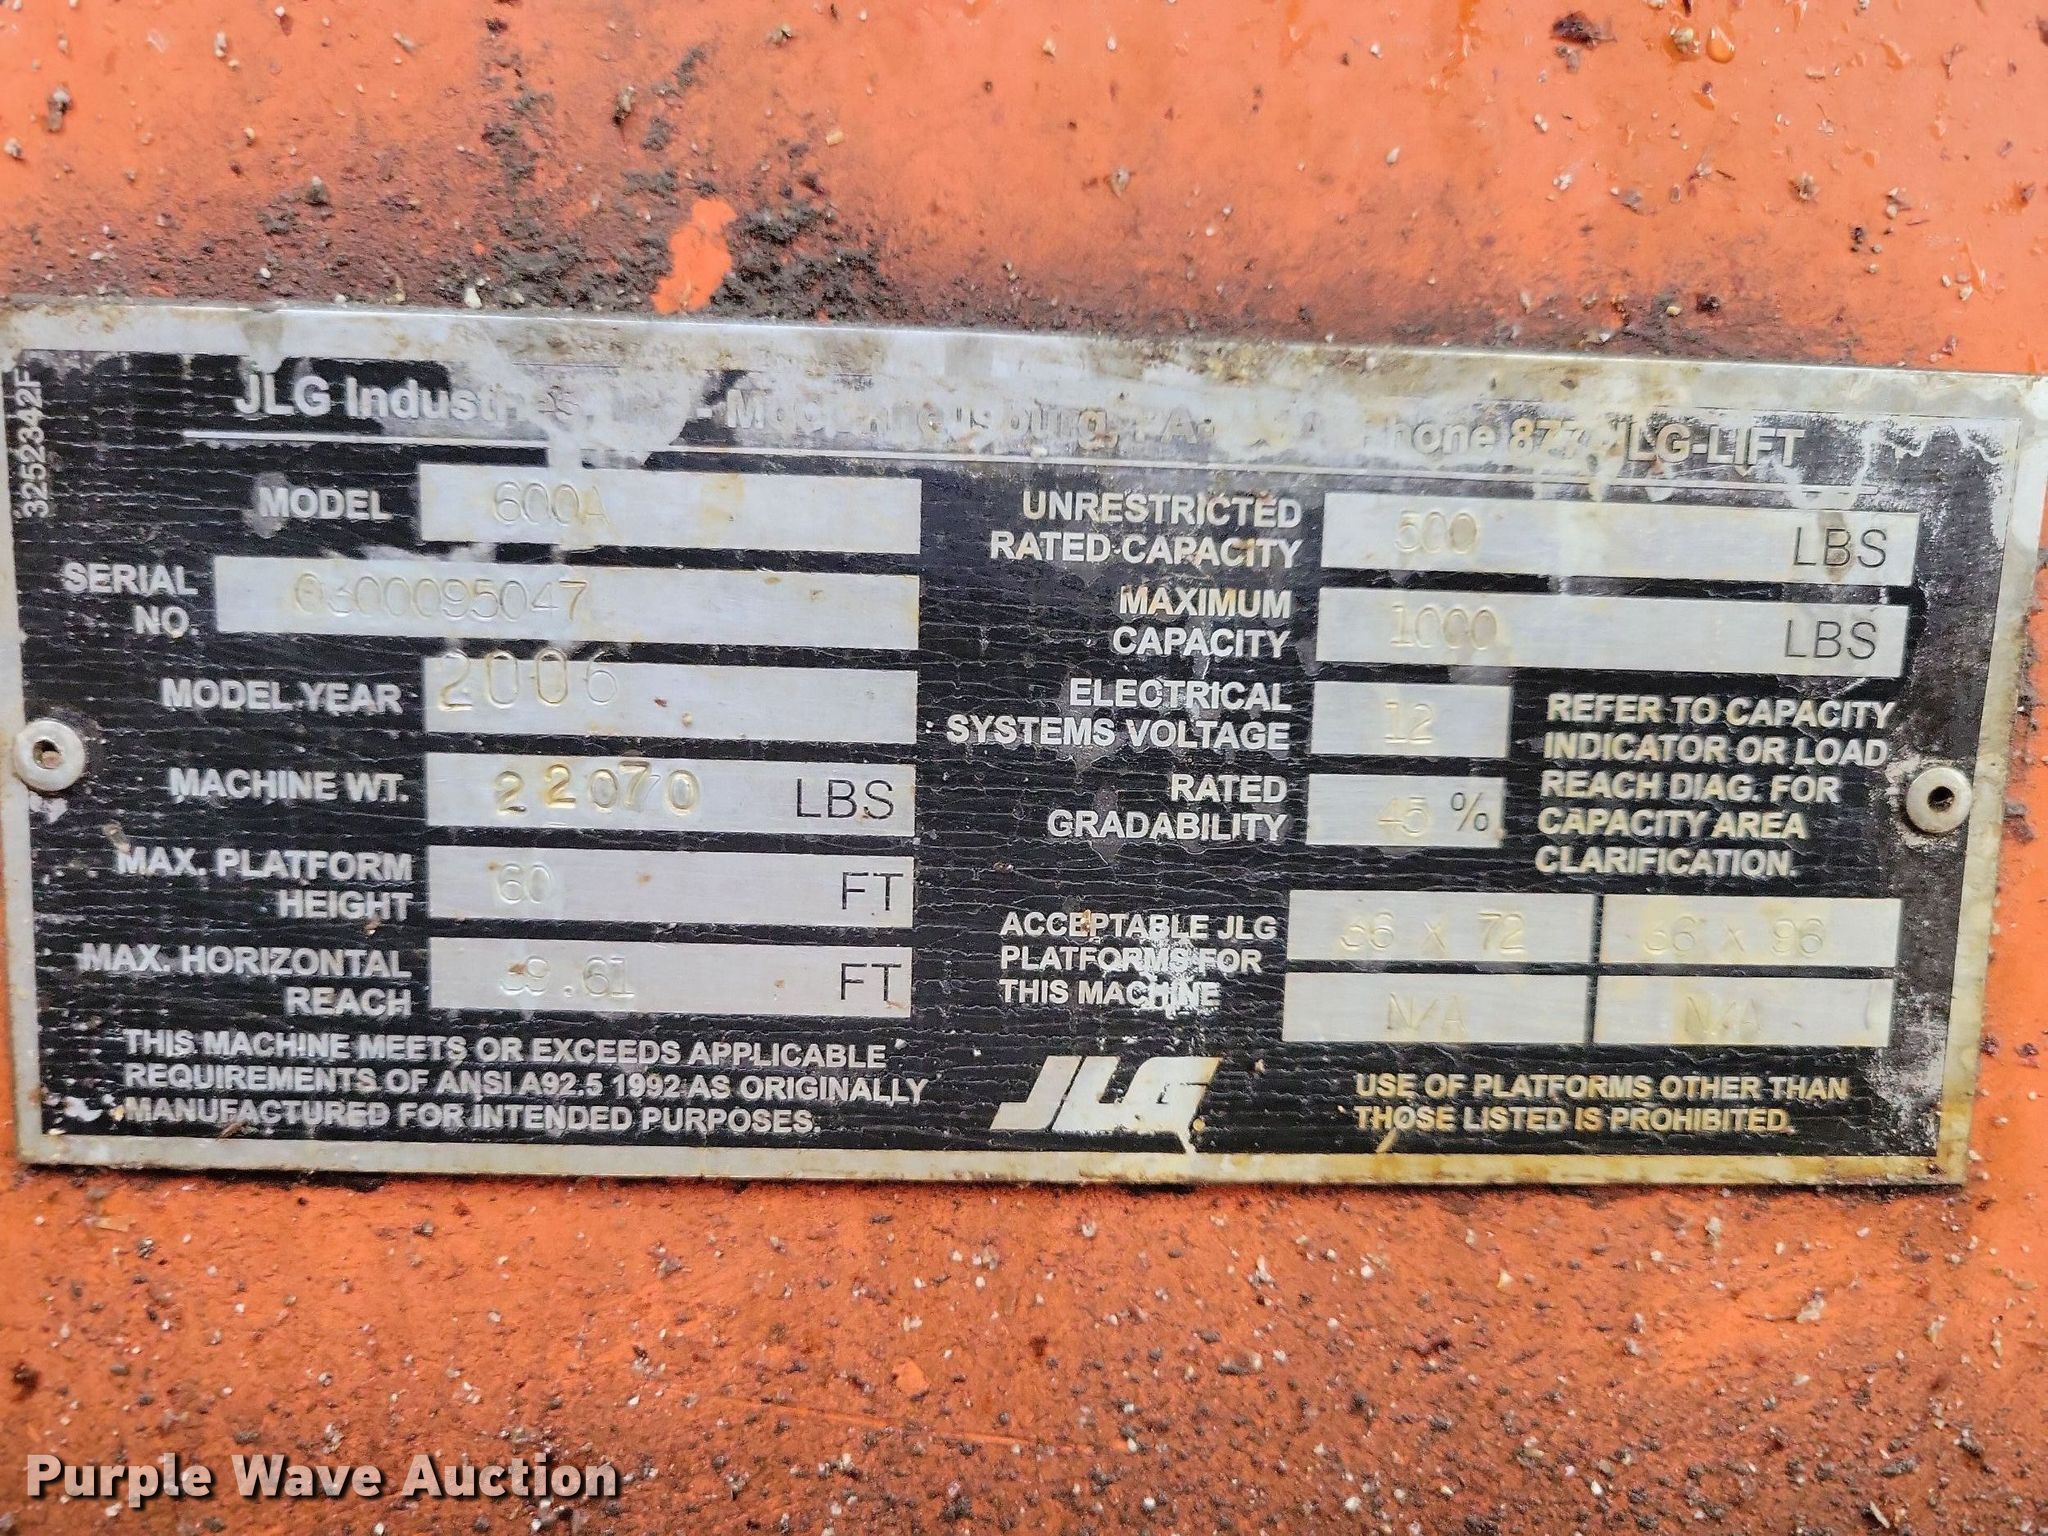 3252342F
JLG Industries, - McConnellsburg, PA Phone 877-JLG-LIFT
MODEL 600A
SERIAL NO. 0300095047
MODEL YEAR 2006
MACHINE WT. 22070 LBS
MAX. PLATFORM HEIGHT 60 FT
MAX. HORIZONTAL REACH 39.61 FT
THIS MACHINE MEETS OR EXCEEDS APPLICABLE
REQUIREMENTS OF ANSI A92.5 1992 AS ORIGINALLY
MANUFACTURED FOR INTENDED PURPOSES.
UNRESTRICTED RATED CAPACITY 500 LBS
MAXIMUM CAPACITY 1000 LBS
ELECTRICAL SYSTEMS VOLTAGE 12
RATED GRADABILITY 45 %
REFER TO CAPACITY
INDICATOR OR LOAD
REACH DIAG. FOR
CAPACITY AREA
CLARIFICATION.
ACCEPTABLE JLG
PLATFORMS FOR
THIS MACHINE
36 X 72 36 X 96
N/A N/A
JLG
USE OF PLATFORMS OTHER THAN
THOSE LISTED IS PROHIBITED.
Purple Wave Auction